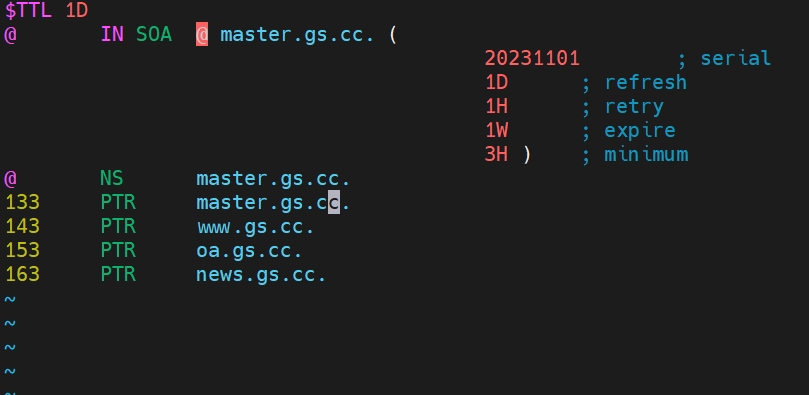 $TTL 1D
@ IN SOA @ master.gs.cc. (
20231101 ; serial
1D ; refresh
1H ; retry
1W ; expire
3H ) ; minimum
@ NS master.gs.cc.
133 PTR master.gs.cc.
143 PTR www.gs.cc.
153 PTR oa.gs.cc.
163 PTR news.gs.cc.
~
~
~
~
~